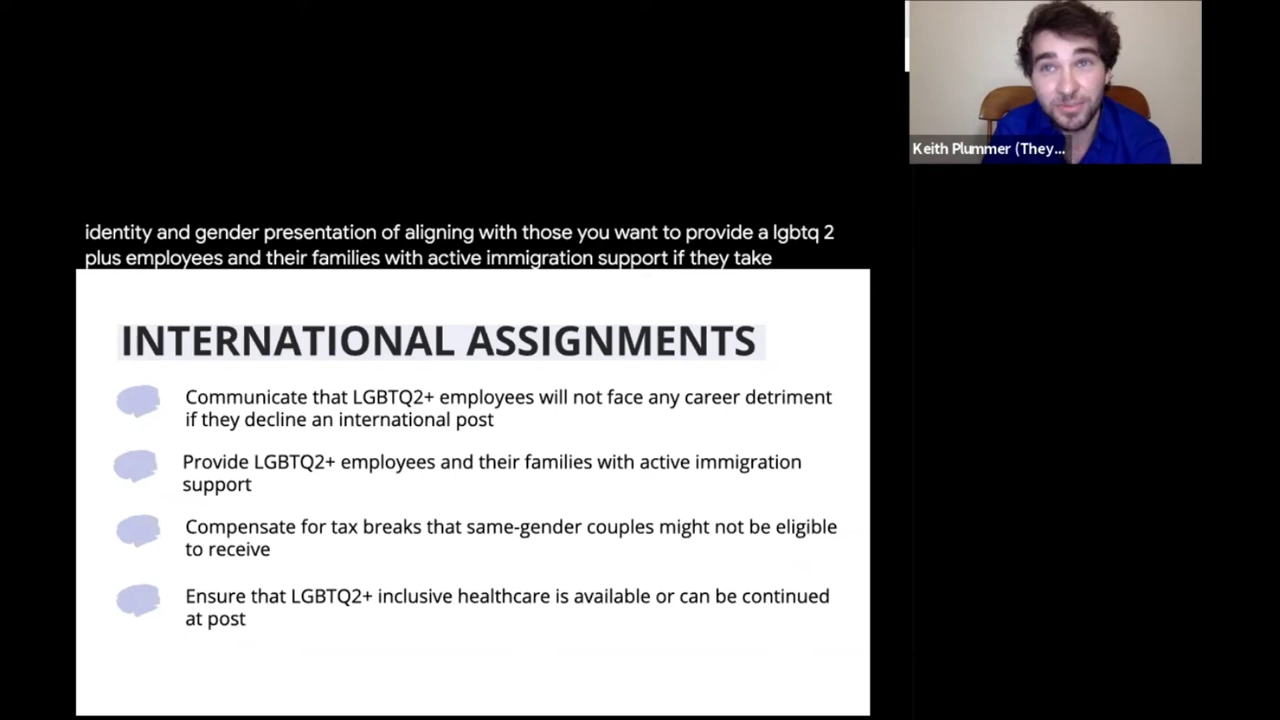 Keith Plummer (They...
identity and gender presentation of aligning with those you want to provide a lgbtq 2
plus employees and their families with active immigration support if they take
INTERNATIONAL ASSIGNMENTS
Communicate that LGBTQ2+ employees will not face any career detriment
if they decline an international post
Provide LGBTQ2+ employees and their families with active immigration
support
Compensate for tax breaks that same-gender couples might not be eligible
to receive
Ensure that LGBTQ2+ inclusive healthcare is available or can be continued
at post